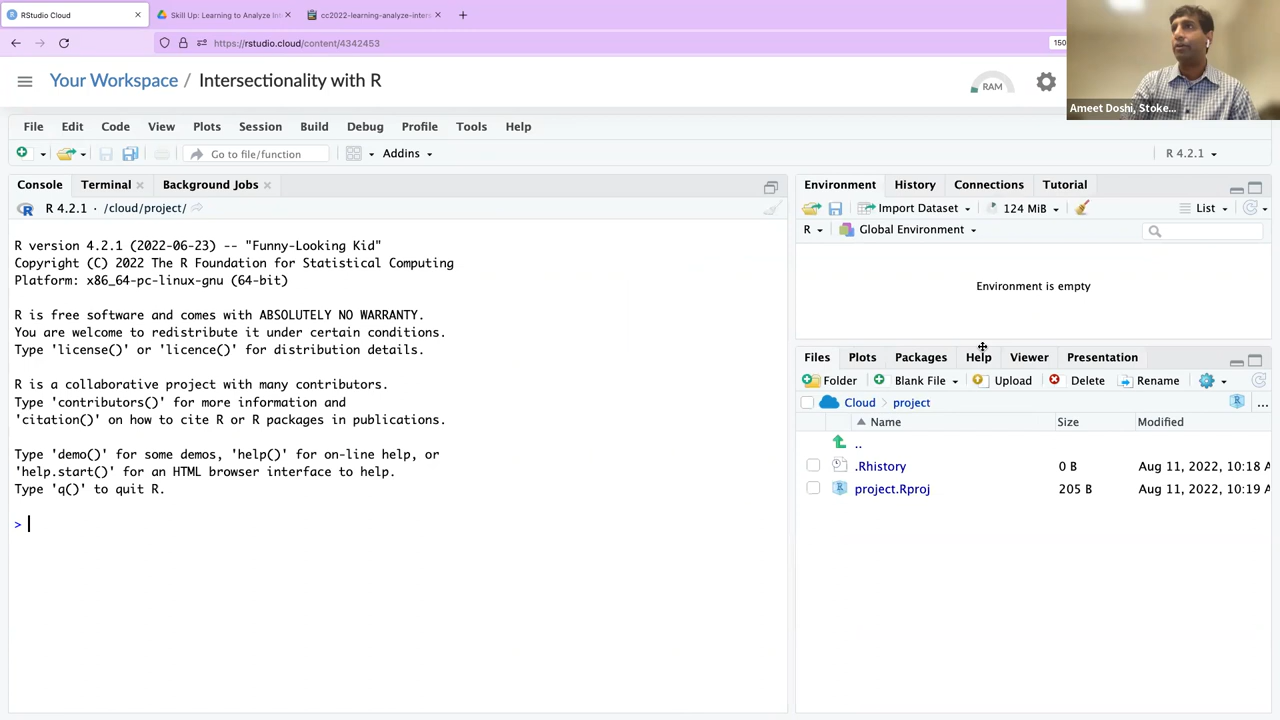 RStudio Cloud
Skill Up: Learning to Analyze Int
cc2022-learning-analyze-inters
https://rstudio.cloud/content/4342453
150
Your Workspace / Intersectionality with R
RAM
Ameet Doshi, Stoke...
File Edit Code View Plots Session Build Debug Profile Tools Help
Go to file/function
Addins
R 4.2.1
Console Terminal Background Jobs
R 4.2.1 · /cloud/project/
R version 4.2.1 (2022-06-23) -- "Funny-Looking Kid"
Copyright (C) 2022 The R Foundation for Statistical Computing
Platform: x86_64-pc-linux-gnu (64-bit)
R is free software and comes with ABSOLUTELY NO WARRANTY.
You are welcome to redistribute it under certain conditions.
Type 'license()' or 'licence()' for distribution details.
R is a collaborative project with many contributors.
Type 'contributors()' for more information and
'citation()' on how to cite R or R packages in publications.
Type 'demo()' for some demos, 'help()' for on-line help, or
'help.start()' for an HTML browser interface to help.
Type 'q()' to quit R.
>
Environment History Connections Tutorial
Import Dataset 124 MiB List
R Global Environment
Environment is empty
Files Plots Packages Help Viewer Presentation
Folder Blank File Upload Delete Rename
Cloud project
Name Size Modified
..
.Rhistory 0 B Aug 11, 2022, 10:18 A
project.Rproj 205 B Aug 11, 2022, 10:19 A